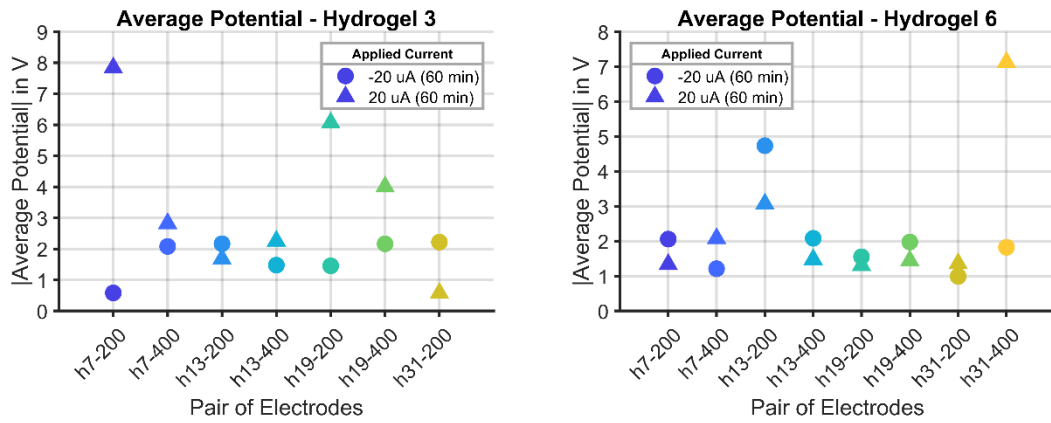 Average Potential - Hydrogel 3
|Average Potential| in V
9
8
7
6
5
4
3
2
1
0
Applied Current
-20 uA (60 min)
20 uA (60 min)
h7-200
h7-400
h13-200
h13-400
h19-200
h19-400
h31-200
Pair of Electrodes
Average Potential - Hydrogel 6
|Average Potential| in V
8
7
6
5
4
3
2
1
0
Applied Current
-20 uA (60 min)
20 uA (60 min)
h7-200
h7-400
h13-200
h13-400
h19-200
h19-400
h31-200
h31-400
Pair of Electrodes